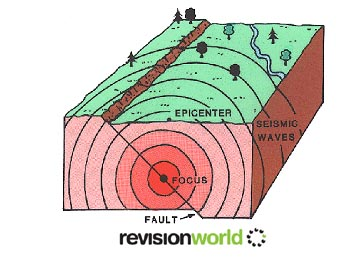 EPICENTER
SEISMIC
WAVES
FOCUS
FAULT
revisionworld